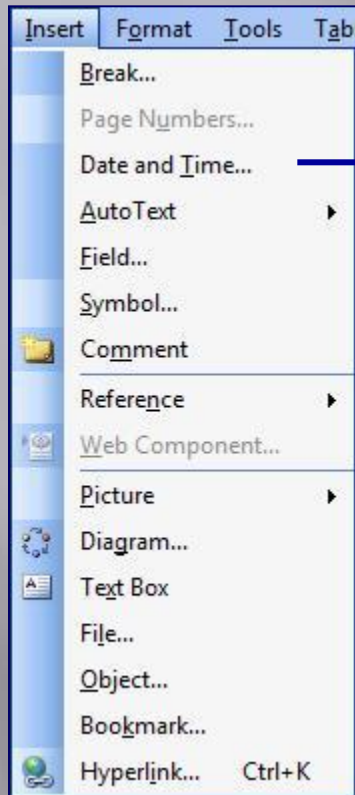 Insert Format Tools Tab
Break...
Page Numbers...
Date and Time...
AutoText
Field...
Symbol...
Comment
Reference
Web Component...
Picture
Diagram...
Text Box
File...
Object...
Bookmark...
Hyperlink... Ctrl+K